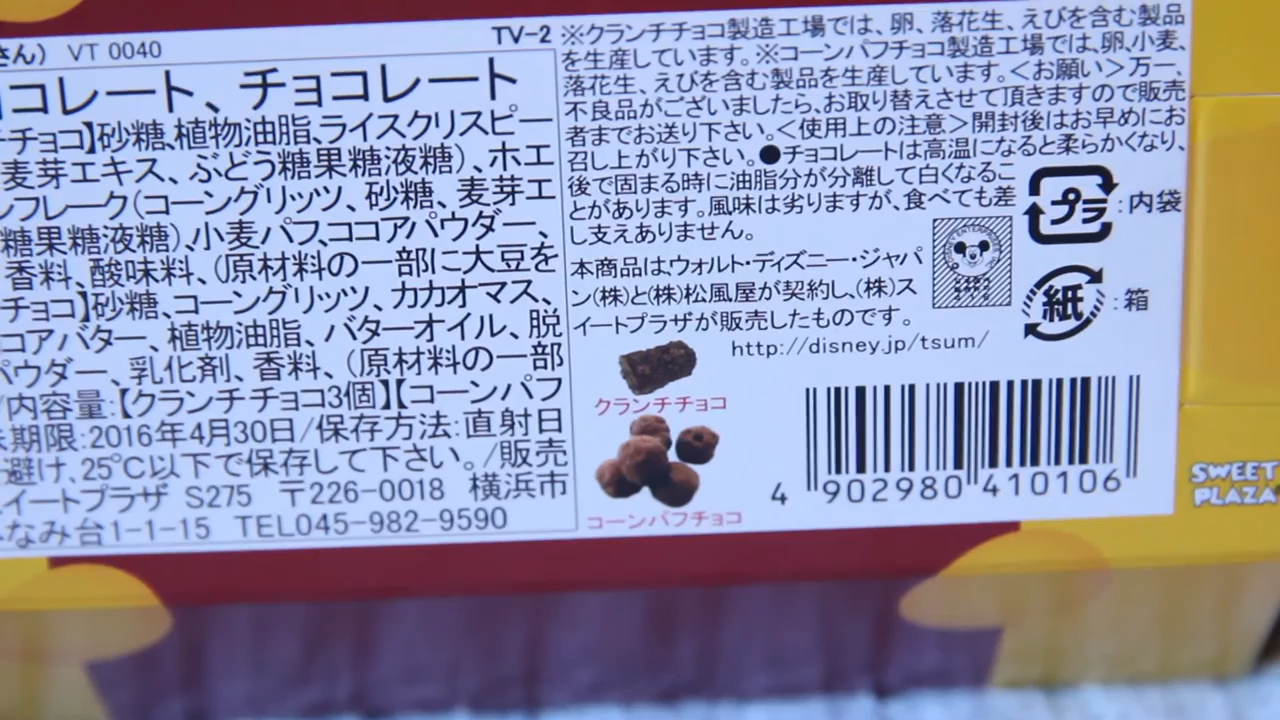 さん） VT 0040
TV-2
コレート、チョコレート
チョコ】砂糖、植物油脂、ライスクリスピー
麦芽エキス、ぶどう糖果糖液糖）、ホエ
ンフレーク（コーングリッツ、砂糖、麦芽エ
糖果糖液糖）、小麦パフ、ココアパウダー、
香料、酸味料、（原材料の一部に大豆を
チョコ】砂糖、コーングリッツ、カカオマス、
コアバター、植物油脂、バターオイル、脱
パウダー、乳化剤、香料、（原材料の一部
/内容量:【クランチチョコ3個】【コーンパフ
期限:2016年4月30日/保存方法:直射日
避け、25℃以下で保存して下さい。/販売
イートプラザ S275 〒226-0018 横浜市
なみ台1-1-15 TEL045-982-9590
※クランチチョコ製造工場では、卵、落花生、えびを含む製品
を生産しています。※コーンパフチョコ製造工場では、卵、小麦、
落花生、えびを含む製品を生産しています。＜お願い＞万一、
不良品がございましたら、お取り替えさせて頂きますので販売
者までお送り下さい。＜使用上の注意＞開封後はお早めにお
召し上がり下さい。●チョコレートは高温になると柔らかくなり、
後で固まる時に油脂分が分離して白くなるこ
とがあります。風味は劣りますが、食べても差
し支えありません。
プラ:内袋
本商品は、ウォルト・ディズニー・ジャパ
ン（株）と（株）松風屋が契約し、（株）ス
イートプラザが販売したものです。
紙:箱
http://disney.jp/tsum/
クランチチョコ
コーンパフチョコ
4 902980 410106
SWEET
PLAZA